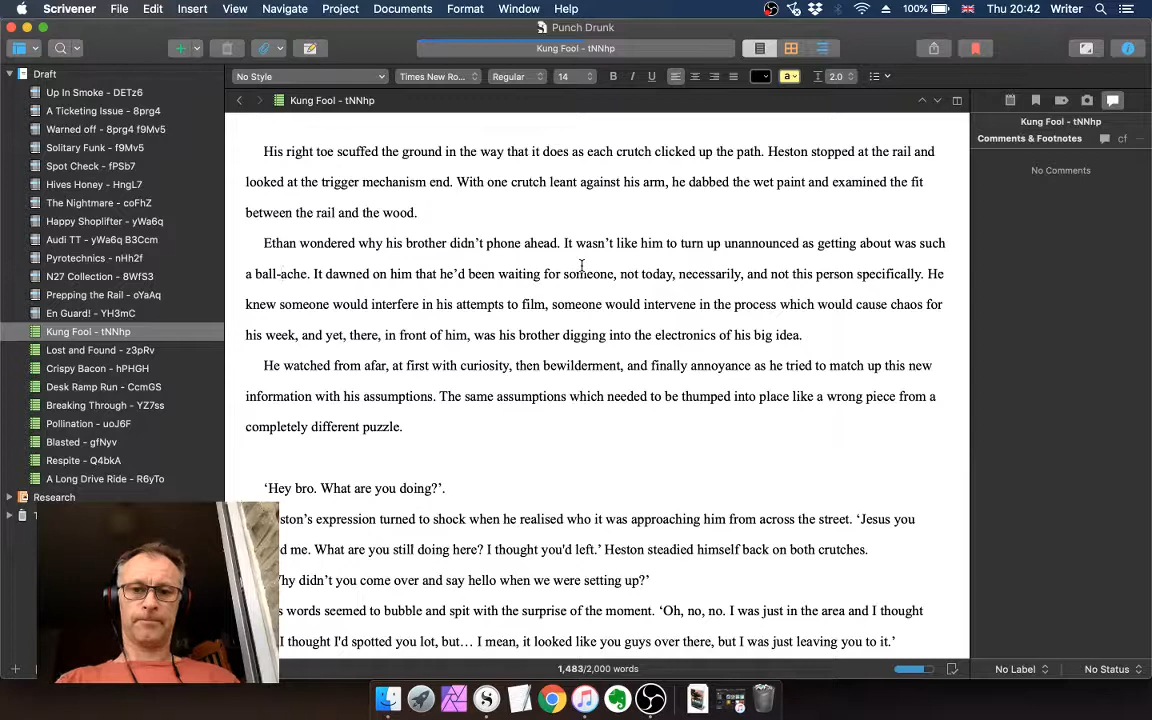 Scrivener File Edit Insert View Navigate Project Documents Format Window Help 100% Thu 20:42 Writer
Punch Drunk
Kung Fool - tNNhp
No Style Times New Ro... Regular 14 B I U a 2.0
Draft
Up In Smoke - DETz6
A Ticketing Issue - 8prg4
Warned off - 8prg4 f9Mv5
Solitary Funk - f9Mv5
Spot Check - fPSb7
Hives Honey - HngL7
The Nightmare - coFhZ
Happy Shoplifter - yWa6q
Audi TT - yWa6q B3Ccm
Pyrotechnics - nHh2f
N27 Collection - 8WfS3
Prepping the Rail - oYaAq
En Guard! - YH3mC
Kung Fool - tNNhp
Lost and Found - z3pRv
Crispy Bacon - hPHGH
Desk Ramp Run - CcmGS
Breaking Through - YZ7ss
Pollination - uoJ6F
Blasted - gfNyv
Respite - Q4bkA
A Long Drive Ride - R6yTo
Research
T
Kung Fool - tNNhp
His right toe scuffed the ground in the way that it does as each crutch clicked up the path. Heston stopped at the rail and
looked at the trigger mechanism end. With one crutch leant against his arm, he dabbed the wet paint and examined the fit
between the rail and the wood.
Ethan wondered why his brother didn’t phone ahead. It wasn’t like him to turn up unannounced as getting about was such
a ball-ache. It dawned on him that he’d been waiting for someone, not today, necessarily, and not this person specifically. He
knew someone would interfere in his attempts to film, someone would intervene in the process which would cause chaos for
his week, and yet, there, in front of him, was his brother digging into the electronics of his big idea.
He watched from afar, at first with curiosity, then bewilderment, and finally annoyance as he tried to match up this new
information with his assumptions. The same assumptions which needed to be thumped into place like a wrong piece from a
completely different puzzle.
‘Hey bro. What are you doing?’.
ston’s expression turned to shock when he realised who it was approaching him from across the street. ‘Jesus you
d me. What are you still doing here? I thought you'd left.’ Heston steadied himself back on both crutches.
hy didn’t you come over and say hello when we were setting up?’
s words seemed to bubble and spit with the surprise of the moment. ‘Oh, no, no. I was just in the area and I thought
I thought I'd spotted you lot, but… I mean, it looked like you guys over there, but I was just leaving you to it.’
1,483/2,000 words
Kung Fool - tNNhp
Comments & Footnotes cf
No Comments
No Label No Status